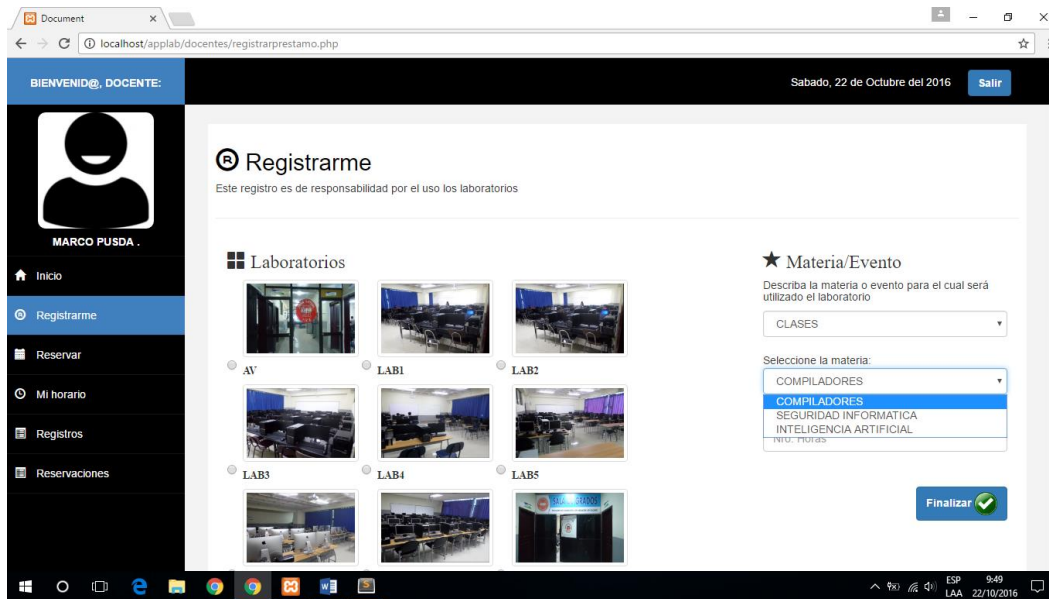 Document
localhost/applab/docentes/registrarprestamo.php
BIENVENID@, DOCENTE:
Sabado, 22 de Octubre del 2016
Salir
MARCO PUSDA .
Inicio
Registrarme
Reservar
Mi horario
Registros
Reservaciones
® Registrarme
Este registro es de responsabilidad por el uso los laboratorios
Laboratorios
AV
LAB1
LAB2
LAB3
LAB4
LAB5
Materia/Evento
Describa la materia o evento para el cual será
utilizado el laboratorio
CLASES
Seleccione la materia:
COMPILADORES
COMPILADORES
SEGURIDAD INFORMATICA
INTELIGENCIA ARTIFICIAL
Nro. Horas
Finalizar
ESP
LAA
9:49
22/10/2016